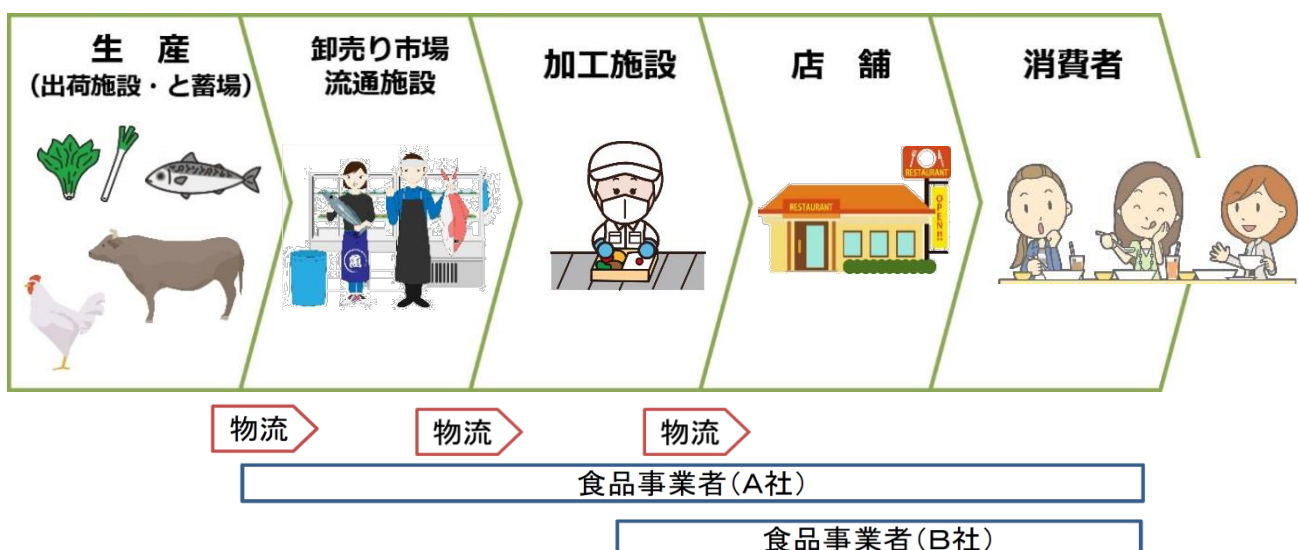 生　産
(出荷施設・と蓄場)
卸売り市場
流通施設
加工施設
店　舗
消費者
RESTAURANT
OPEN!!
RESTAURANT
物流
物流
物流
食品事業者(A社)
食品事業者(B社)